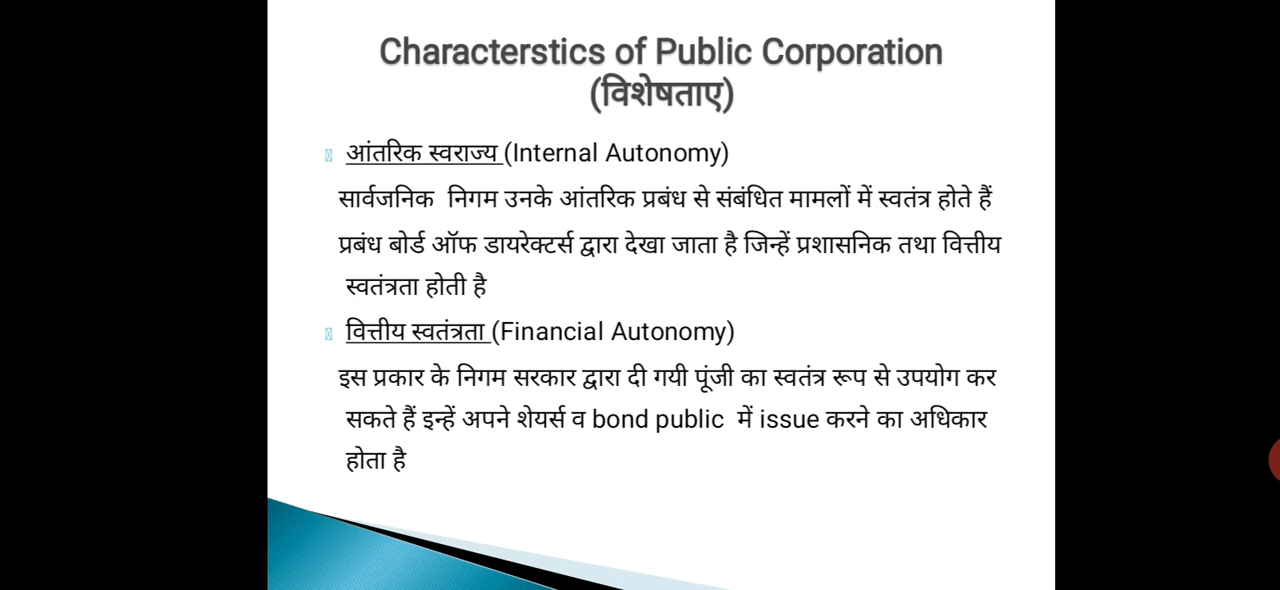 Characterstics of Public Corporation
(विशेषताए)
आंतरिक स्वराज्य (Internal Autonomy)
सार्वजनिक निगम उनके आंतरिक प्रबंध से संबंधित मामलों में स्वतंत्र होते हैं
प्रबंध बोर्ड ऑफ डायरेक्टर्स द्वारा देखा जाता है जिन्हें प्रशासनिक तथा वित्तीय
स्वतंत्रता होती है
वित्तीय स्वतंत्रता (Financial Autonomy)
इस प्रकार के निगम सरकार द्वारा दी गयी पूंजी का स्वतंत्र रूप से उपयोग कर
सकते हैं इन्हें अपने शेयर्स व bond public में issue करने का अधिकार
होता है